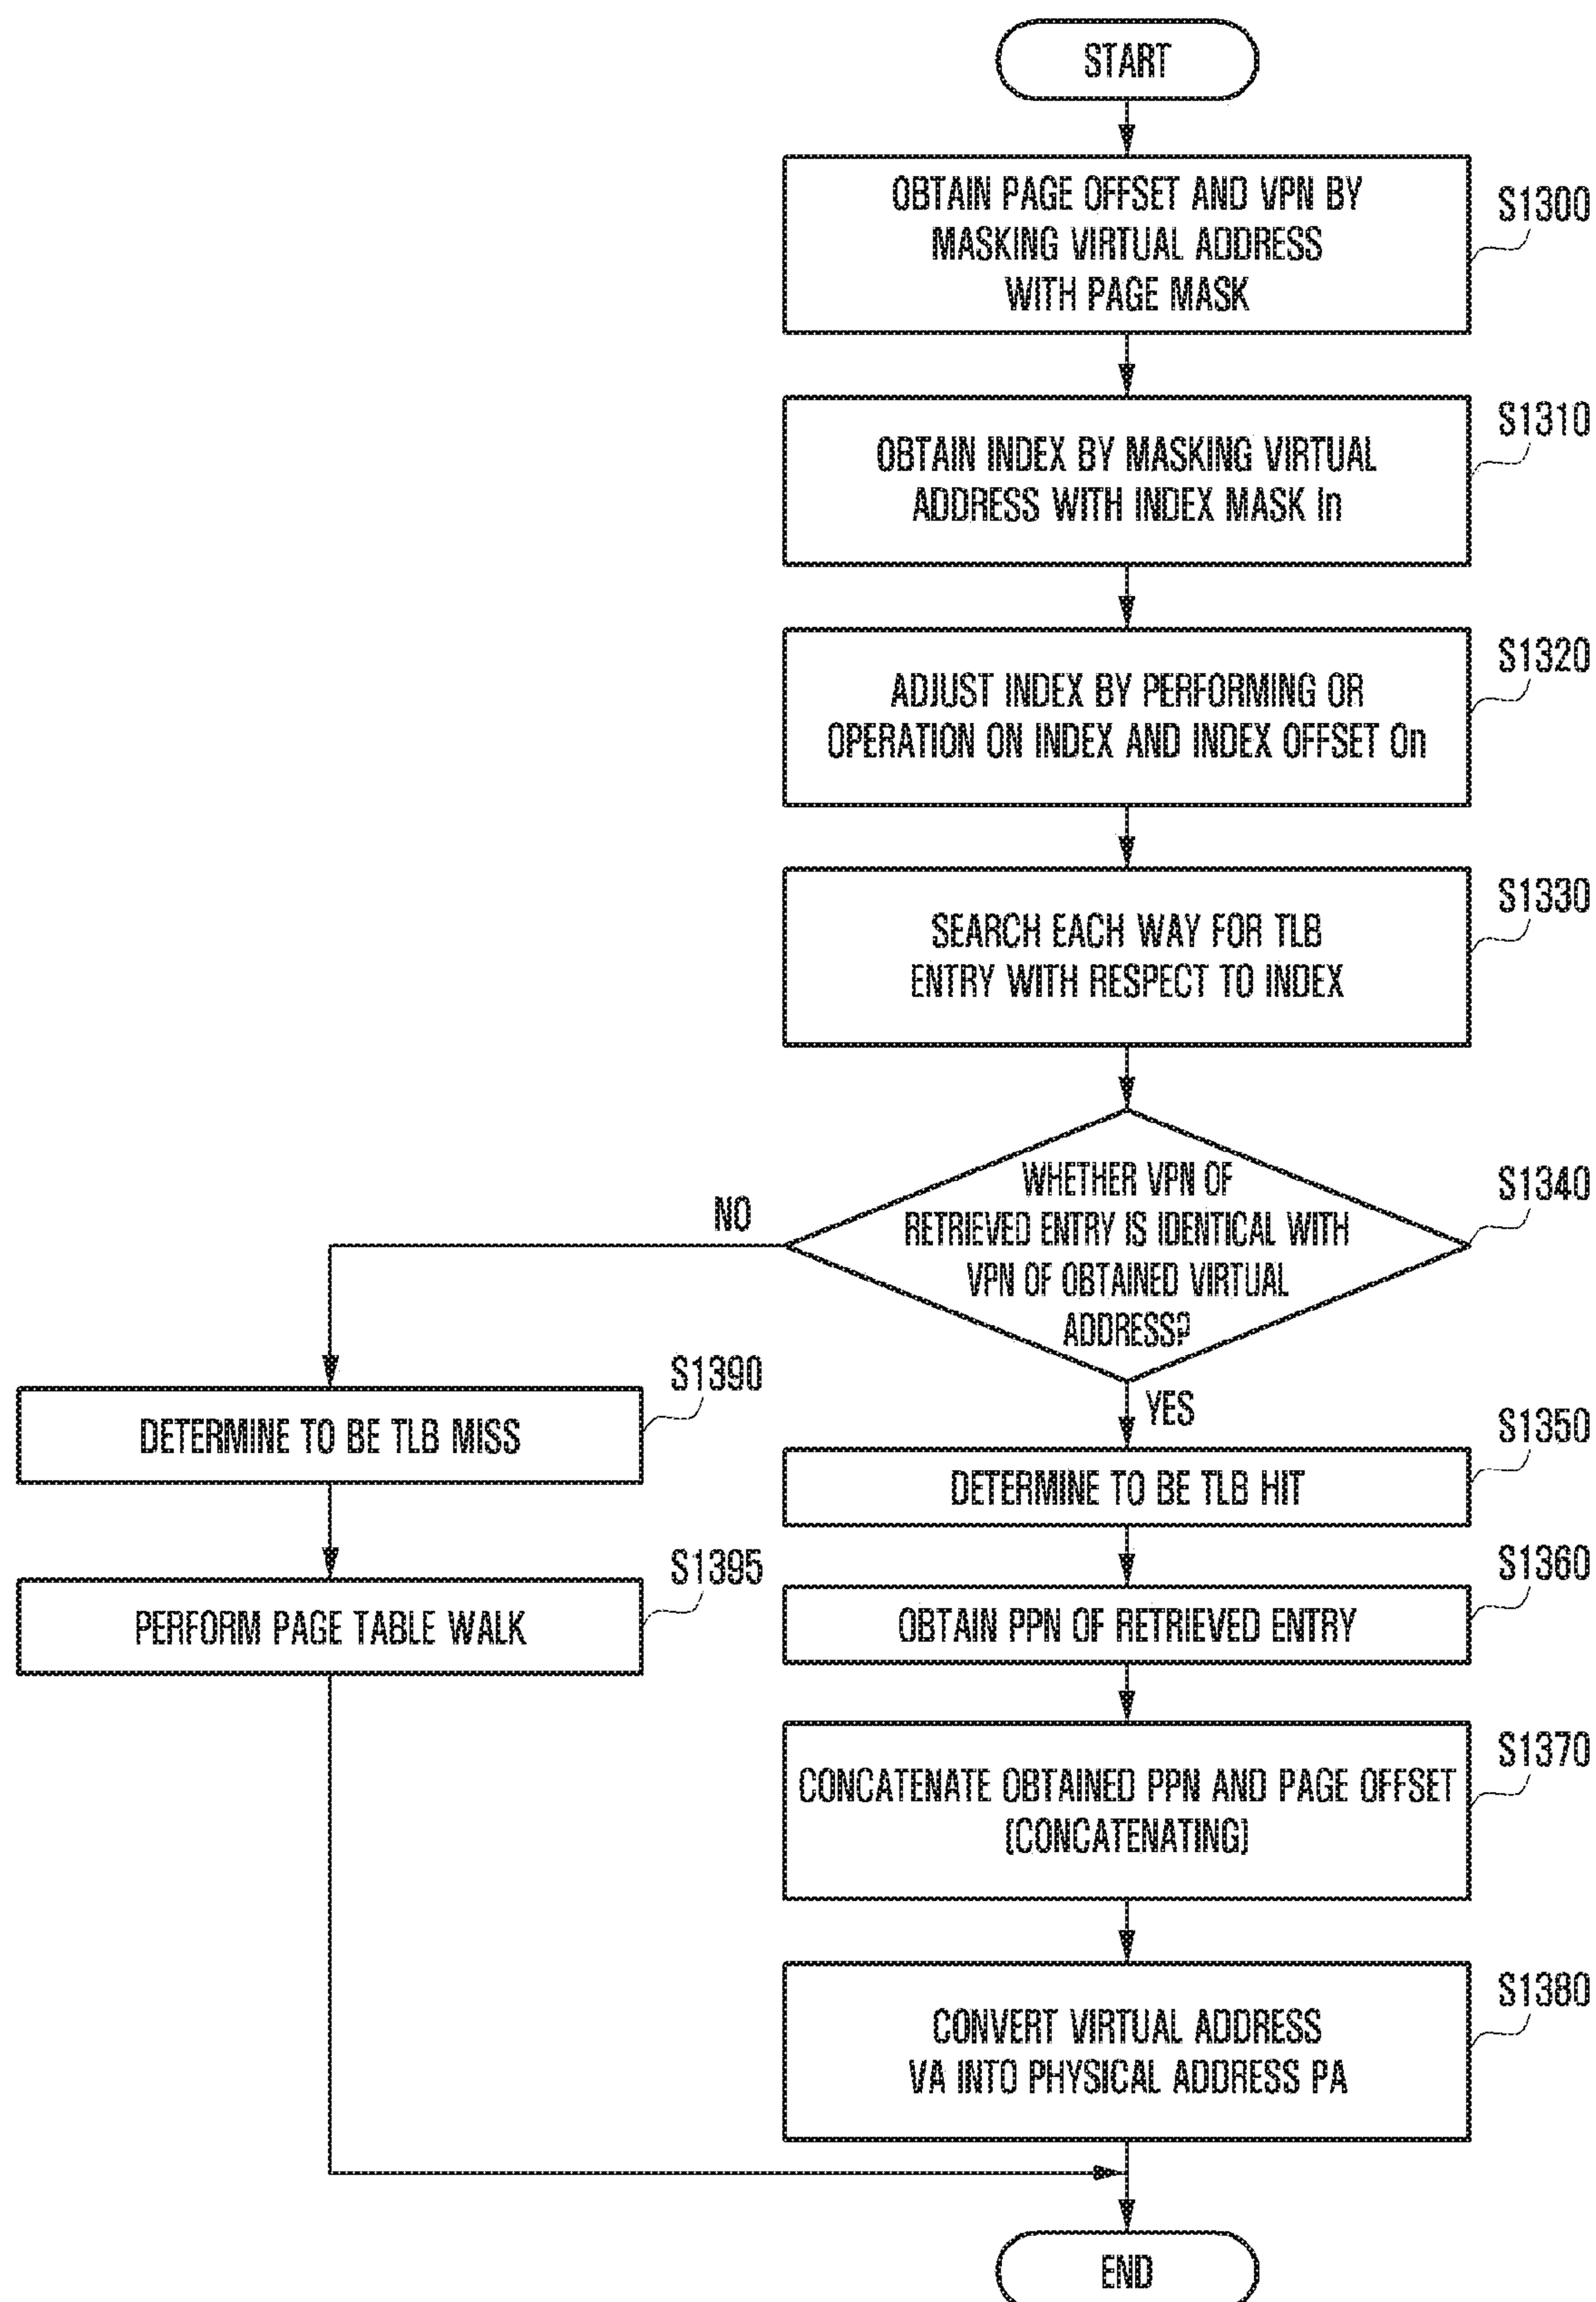 START
OBTAIN PAGE OFFSET AND VPN BY
MASKING VIRTUAL ADDRESS
WITH PAGE MASK
S1300
OBTAIN INDEX BY MASKING VIRTUAL
ADDRESS WITH INDEX MASK In
S1310
ADJUST INDEX BY PERFORMING OR
OPERATION ON INDEX AND INDEX OFFSET On
S1320
SEARCH EACH WAY FOR TLB
ENTRY WITH RESPECT TO INDEX
S1330
WHETHER VPN OF
RETRIEVED ENTRY IS IDENTICAL WITH
VPN OF OBTAINED VIRTUAL
ADDRESS?
S1340
NO
YES
DETERMINE TO BE TLB MISS
S1390
PERFORM PAGE TABLE WALK
S1395
DETERMINE TO BE TLB HIT
S1350
OBTAIN PPN OF RETRIEVED ENTRY
S1360
CONCATENATE OBTAINED PPN AND PAGE OFFSET
(CONCATENATING)
S1370
CONVERT VIRTUAL ADDRESS
VA INTO PHYSICAL ADDRESS PA
S1380
END